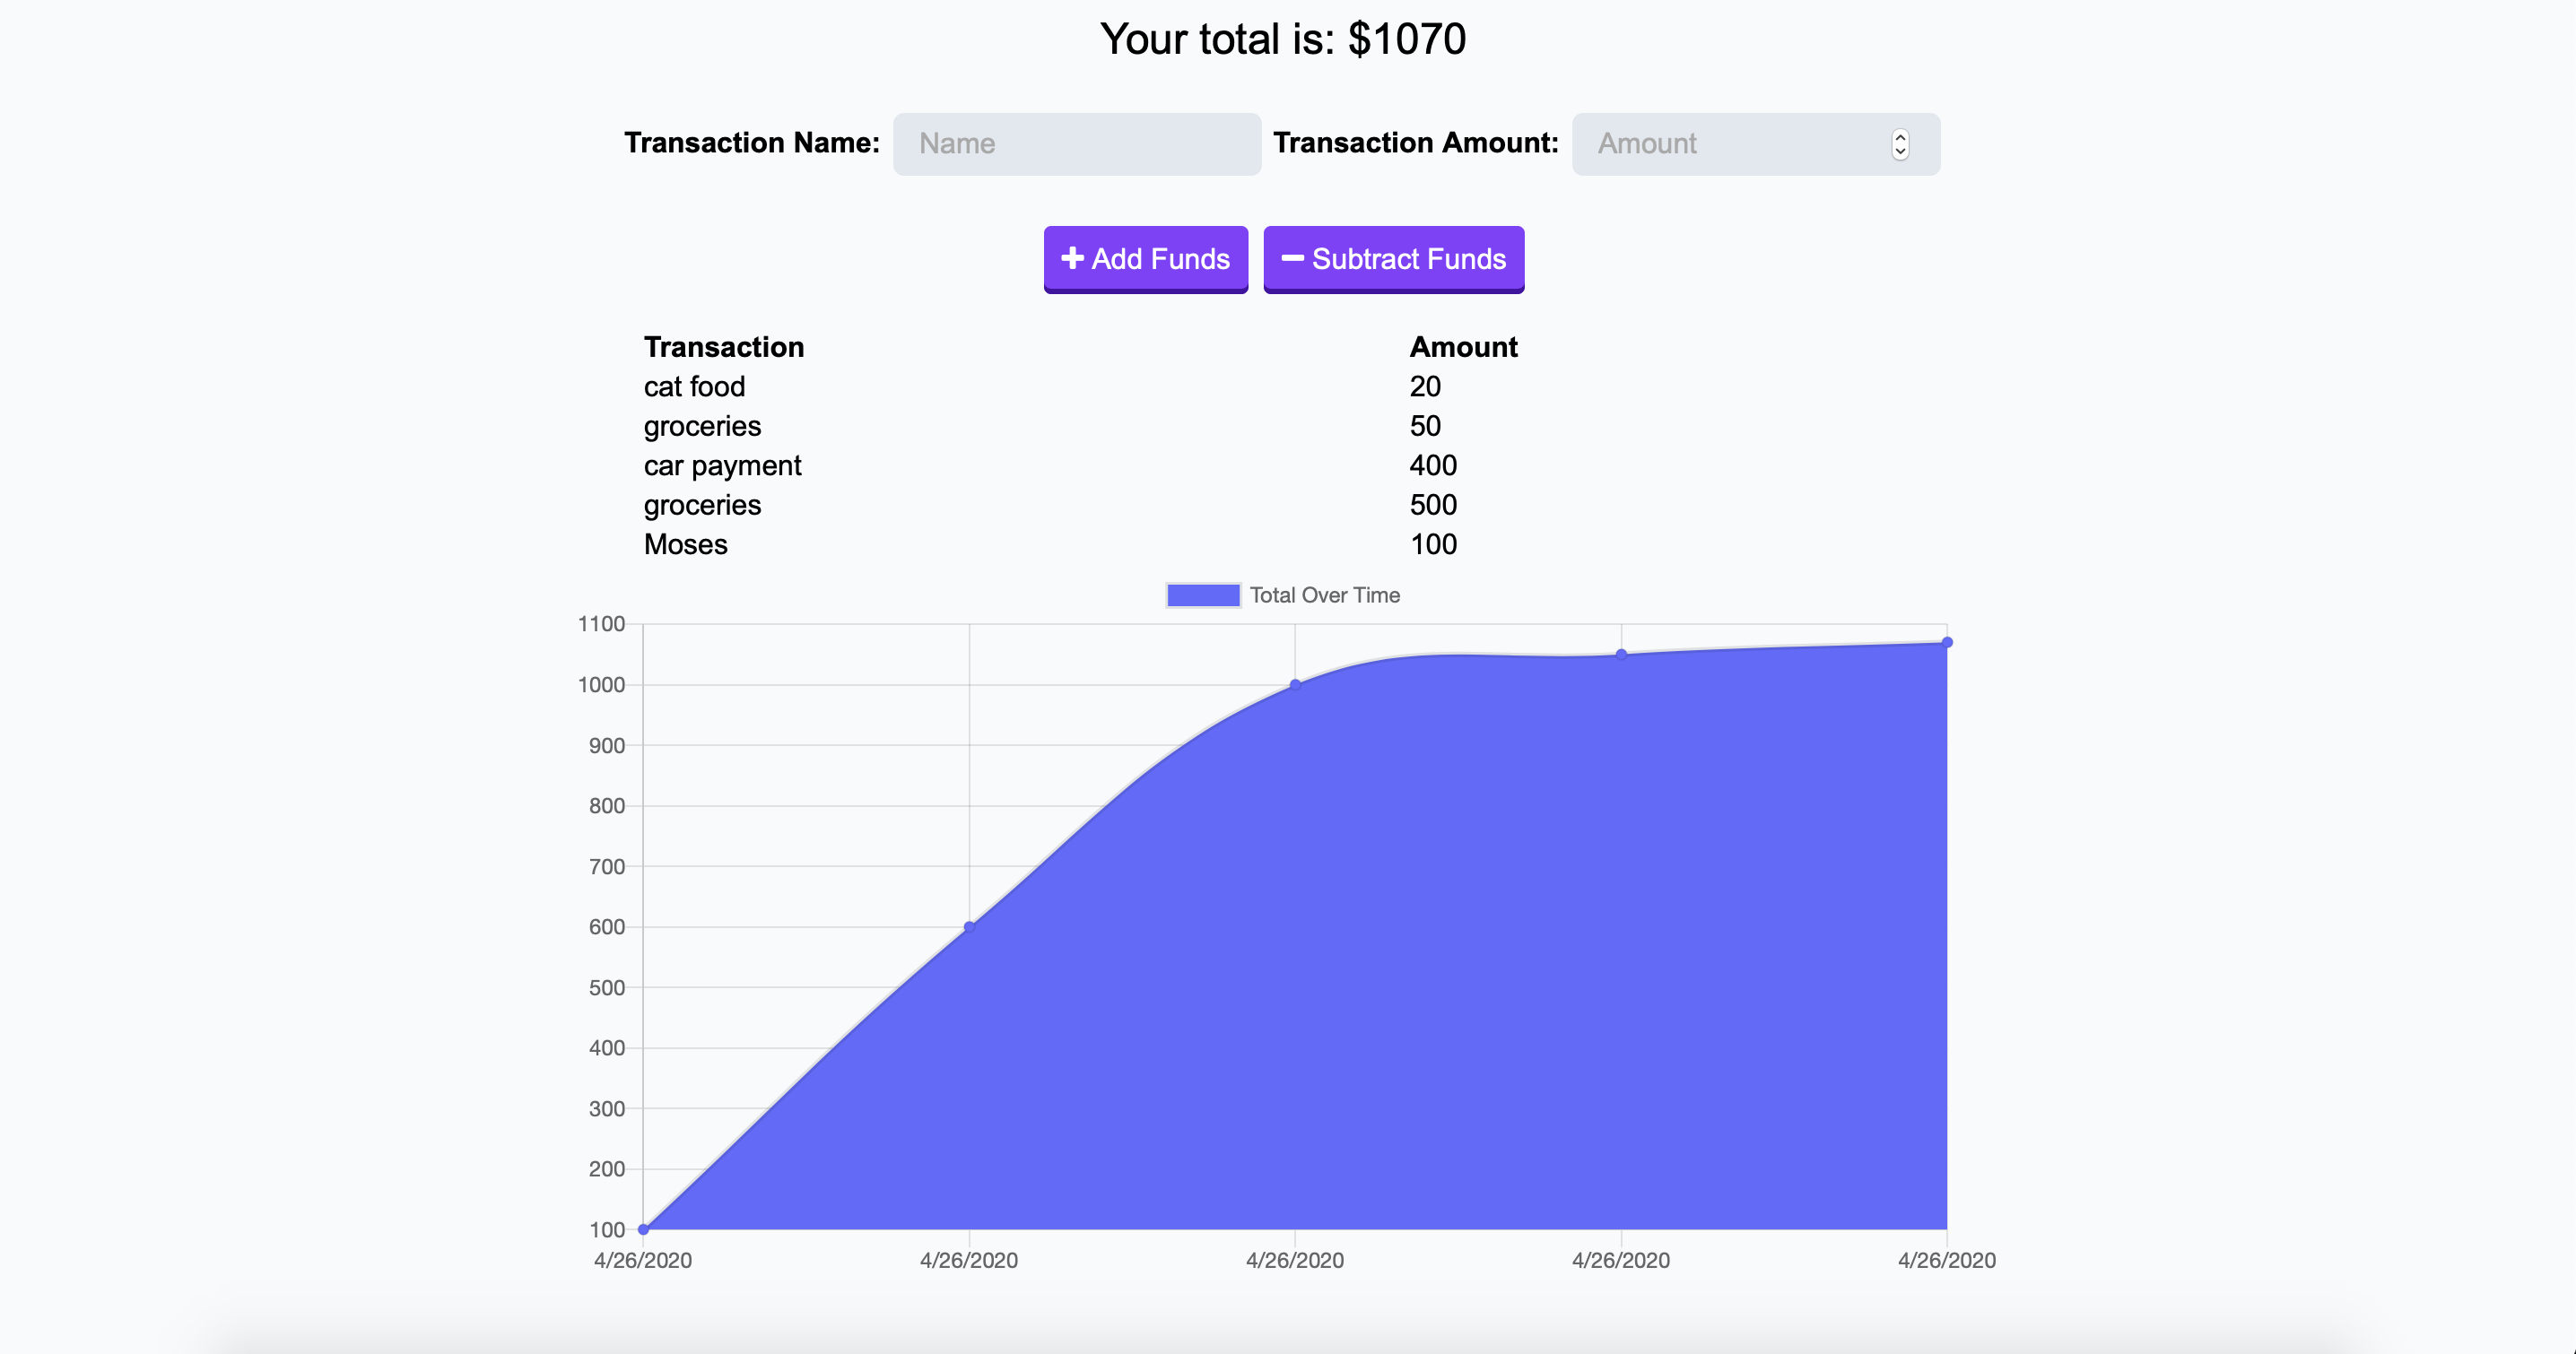 Your total is: $1070
Transaction Name: Name Transaction Amount: Amount
Add Funds Subtract Funds
Transaction Amount
cat food 20
groceries 50
car payment 400
groceries 500
Moses 100
Total Over Time
1100
1000
900
800
700
600
500
400
300
200
100
4/26/2020 4/26/2020 4/26/2020 4/26/2020 4/26/2020